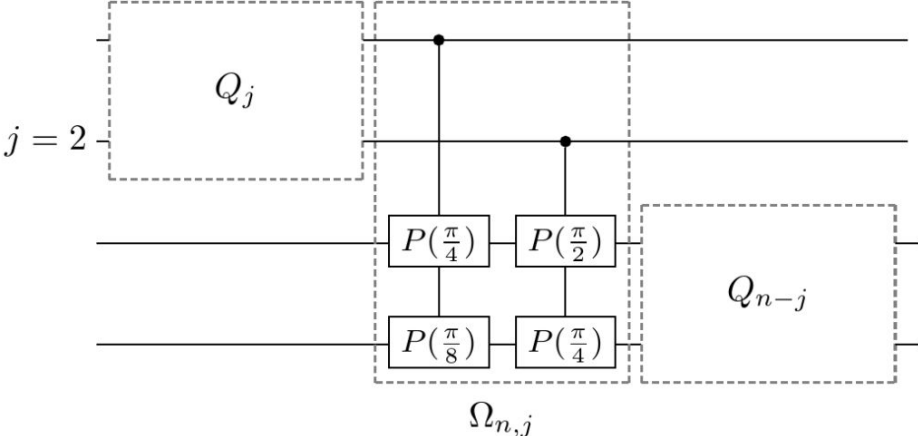 Q_j
j = 2
P(π/4) P(π/2)
Q_{n−j}
P(π/8) P(π/4)
Ω_{n,j}